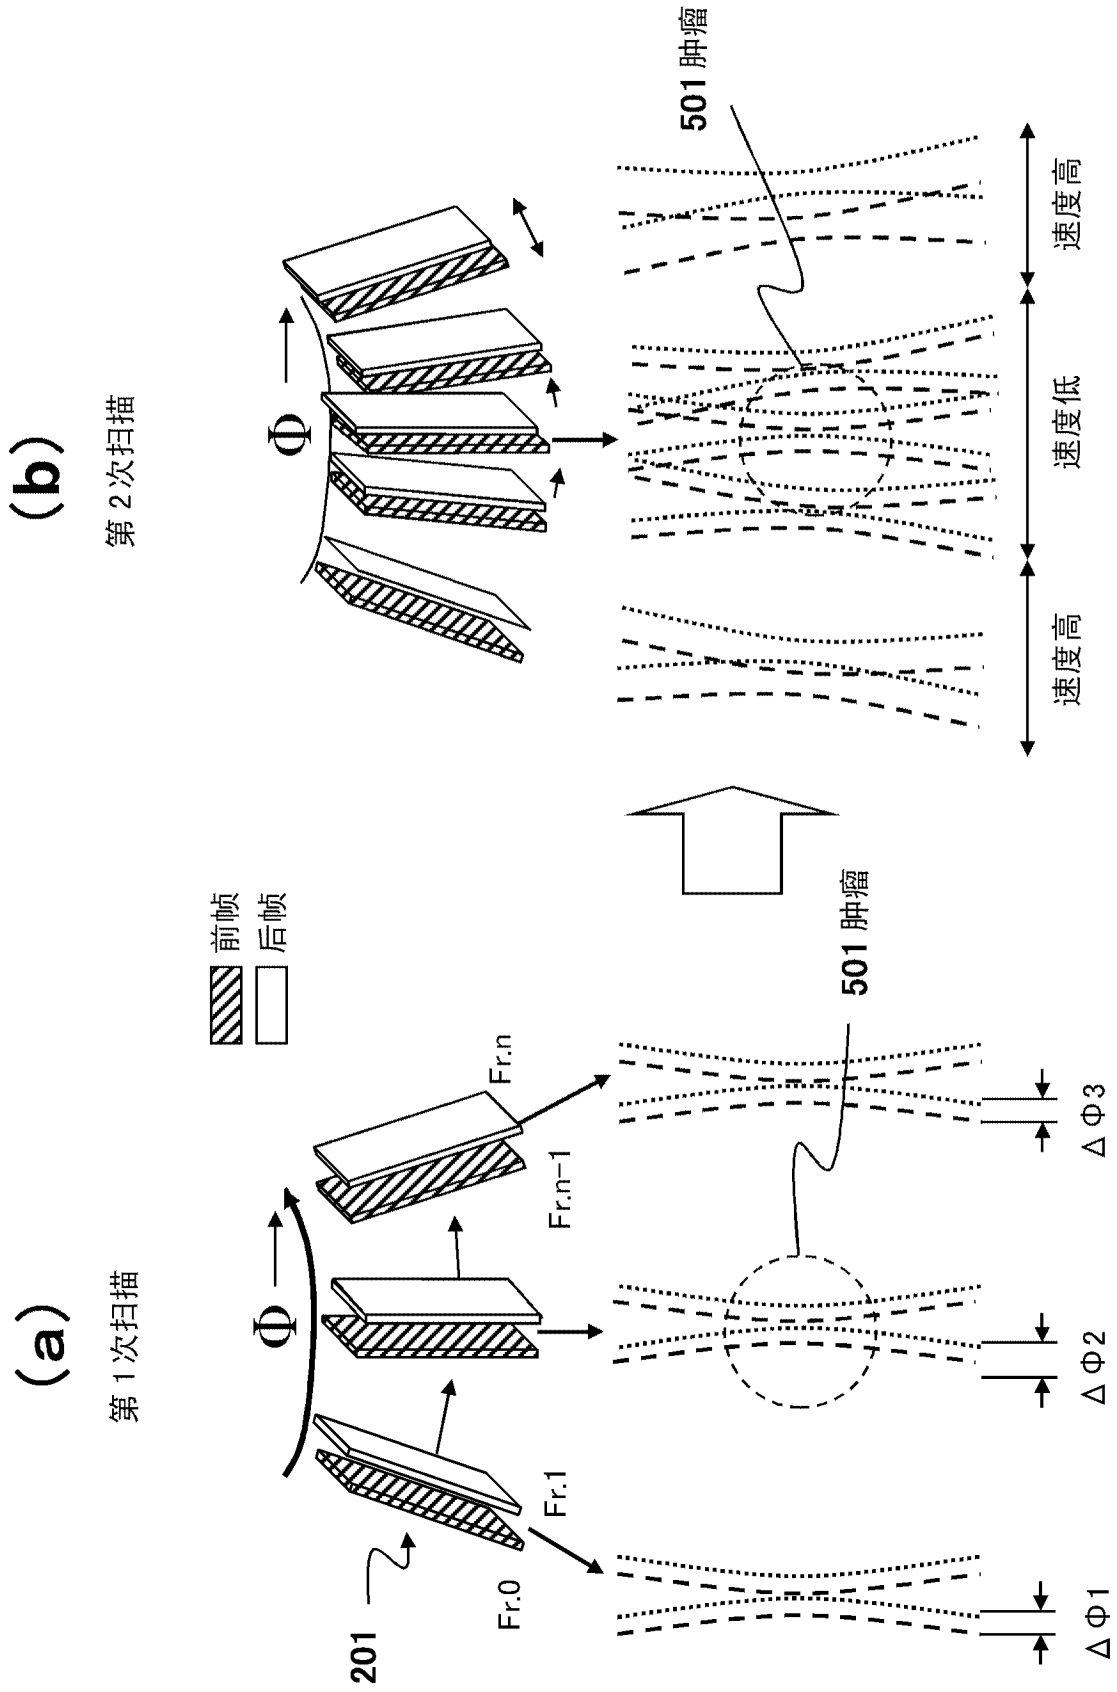 (a)
第1次扫描
前帧
后帧
Φ
201
Fr.0
Fr.1
Fr.n-1
Fr.n
501 肿瘤
ΔΦ1
ΔΦ2
ΔΦ3
(b)
第2次扫描
Φ
501 肿瘤
速度高
速度低
速度高